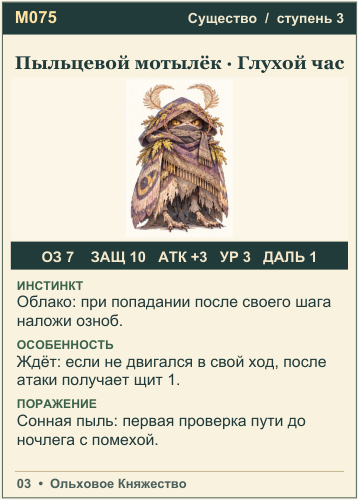 M075
Существо / ступень 3
Пыльцевой мотылёк · Глухой час
ОЗ 7 ЗАЩ 10 АТК +3 УР 3 ДАЛЬ 1
ИНСТИНКТ
Облако: при попадании после своего шага
наложи озноб.
ОСОБЕННОСТЬ
Ждёт: если не двигался в свой ход, после
атаки получает щит 1.
ПОРАЖЕНИЕ
Сонная пыль: первая проверка пути до
ночлега с помехой.
03 • Ольховое Княжество